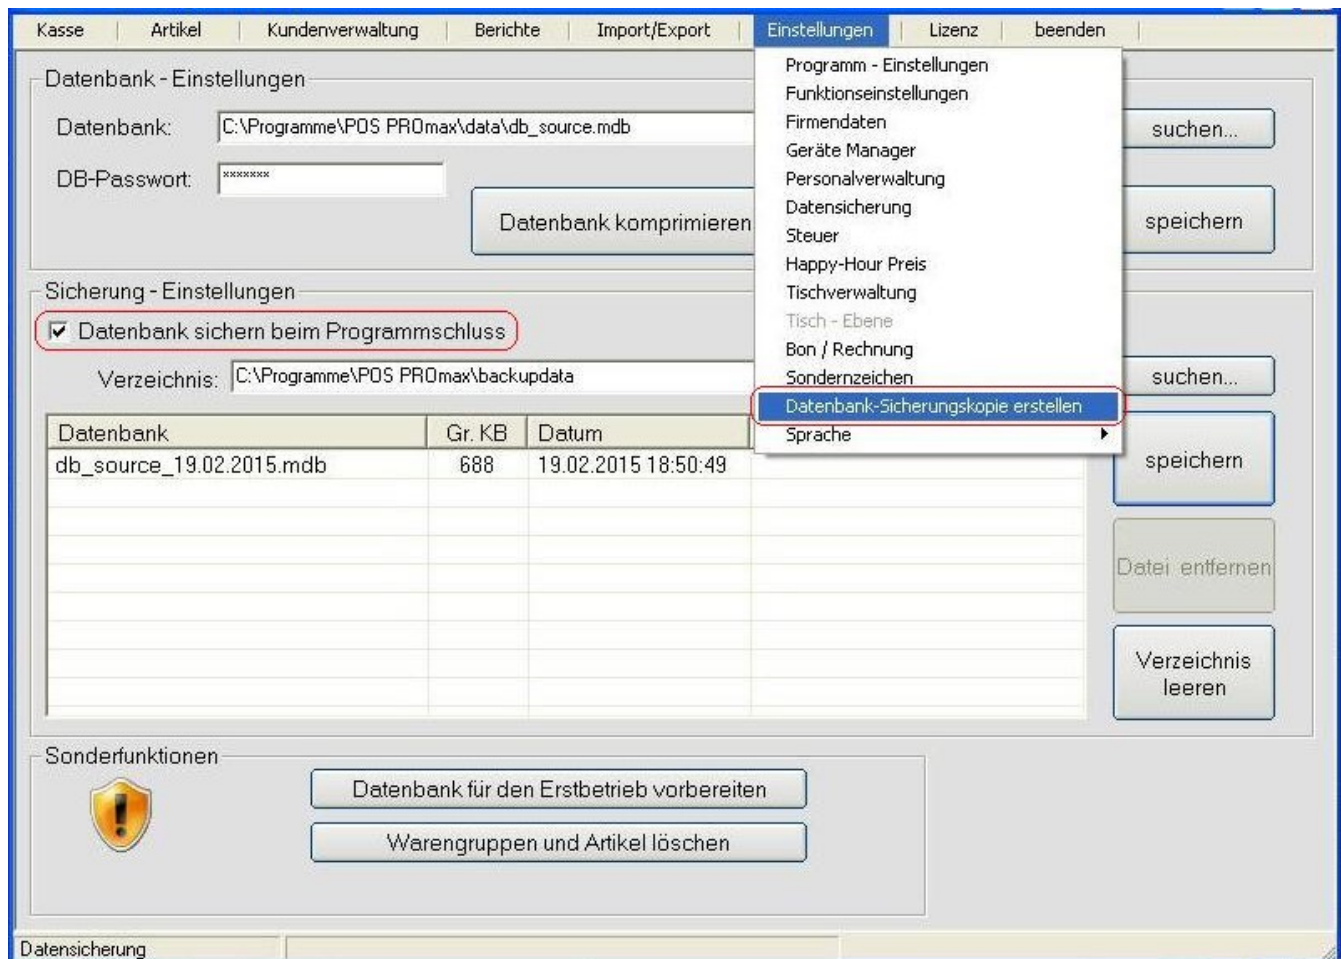 Kasse Artikel Kundenverwaltung Berichte Import/Export Einstellungen Lizenz beenden
Programm - Einstellungen
Funktionseinstellungen
Firmendaten
Geräte Manager
Personalverwaltung
Datensicherung
Steuer
Happy-Hour Preis
Tischverwaltung
Tisch - Ebene
Bon / Rechnung
Sondernzeichen
Datenbank-Sicherungskopie erstellen
Sprache
Datenbank - Einstellungen
Datenbank: C:\Programme\POS PROmax\data\db_source.mdb suchen...
DB-Passwort: xxxxxxx
Datenbank komprimieren speichern
Sicherung - Einstellungen
Datenbank sichern beim Programmschluss
Verzeichnis: C:\Programme\POS PROmax\backupdata suchen...
Datenbank Gr. KB Datum
db_source_19.02.2015.mdb 688 19.02.2015 18:50:49
speichern
Datei entfernen
Verzeichnis
leeren
Sonderfunktionen
Datenbank für den Erstbetrieb vorbereiten
Warengruppen und Artikel löschen
Datensicherung